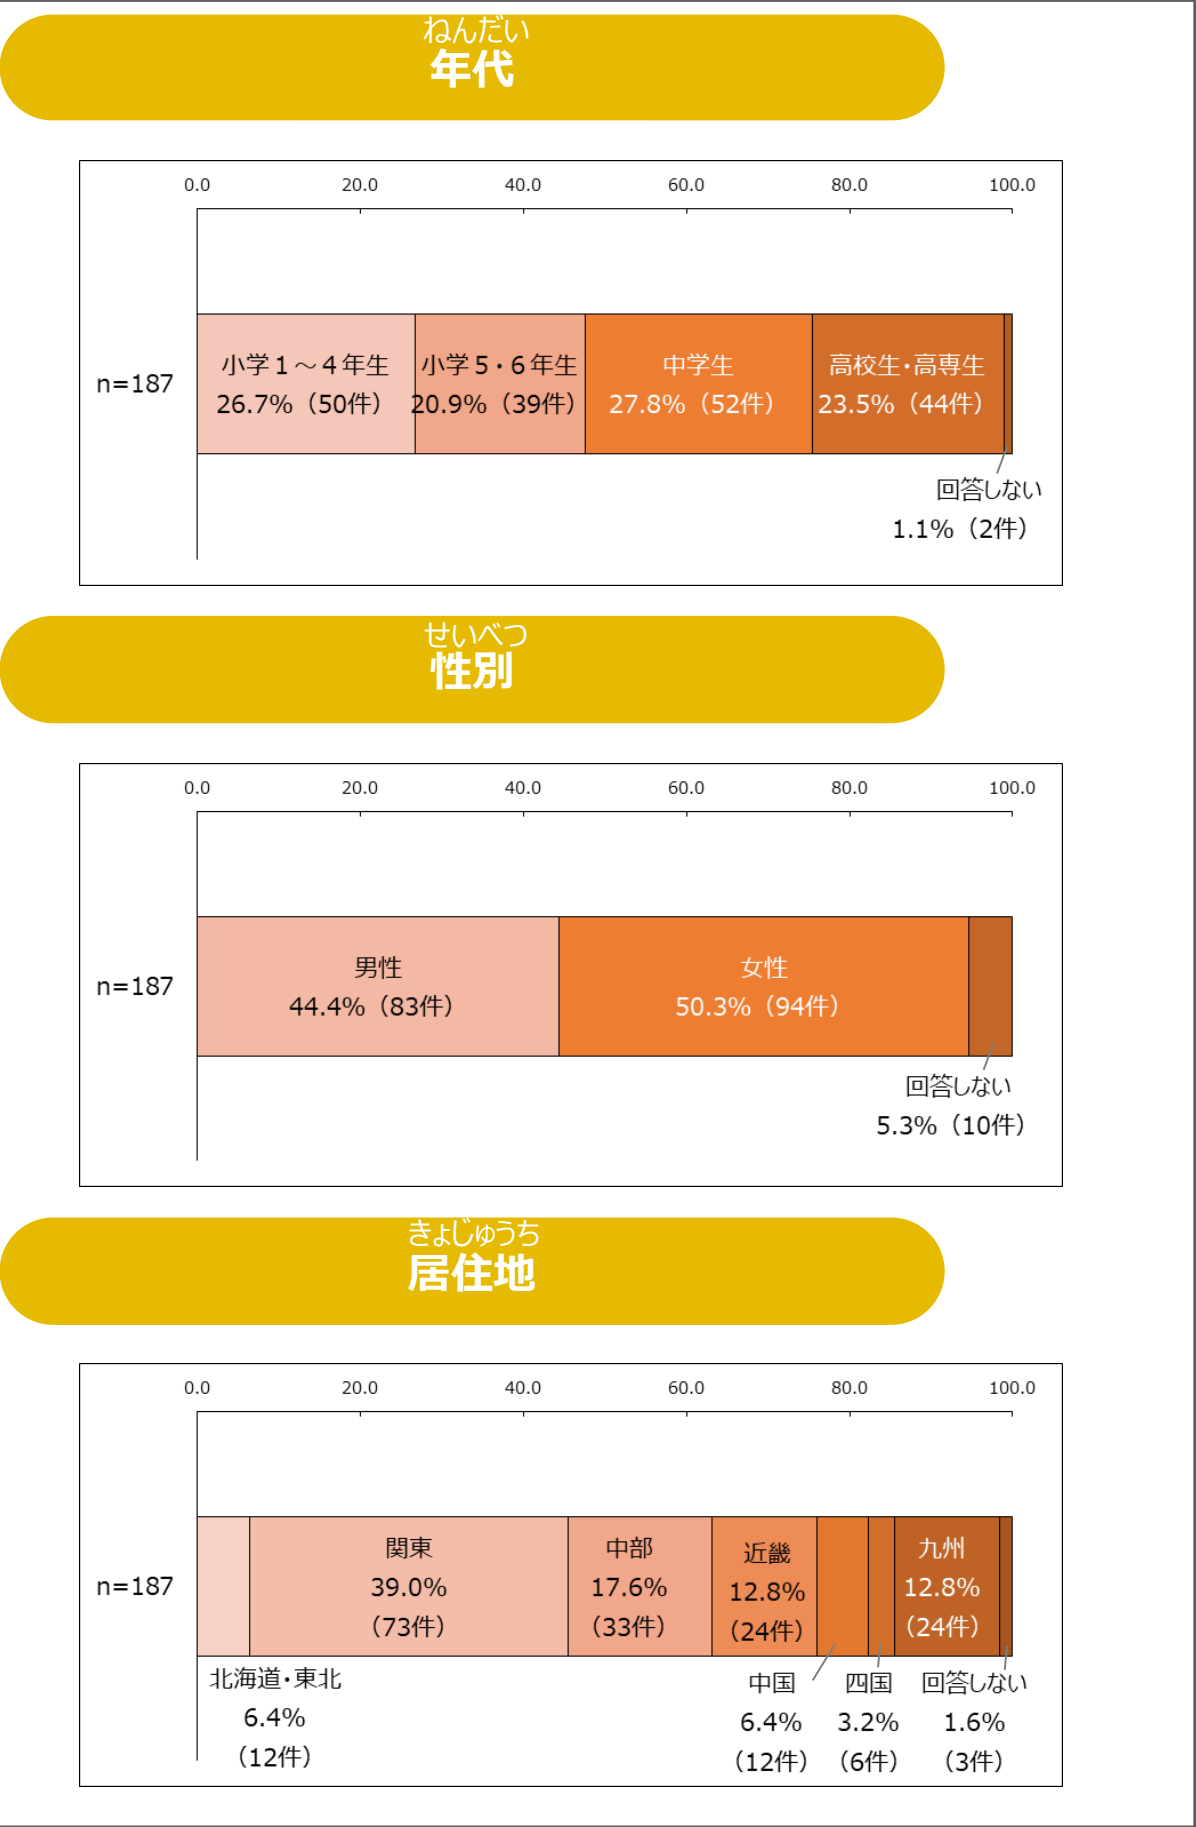 ねんだい
年代
0.0 20.0 40.0 60.0 80.0 100.0
n=187
小学１～４年生
26.7%（50件）
小学５・６年生
20.9%（39件）
中学生
27.8%（52件）
高校生・高専生
23.5%（44件）
回答しない
1.1%（2件）
せいべつ
性別
0.0 20.0 40.0 60.0 80.0 100.0
n=187
男性
44.4%（83件）
女性
50.3%（94件）
回答しない
5.3%（10件）
きょじゅうち
居住地
0.0 20.0 40.0 60.0 80.0 100.0
n=187
北海道・東北
6.4%
（12件）
関東
39.0%
（73件）
中部
17.6%
（33件）
近畿
12.8%
（24件）
中国
6.4%
（12件）
四国
3.2%
（6件）
九州
12.8%
（24件）
回答しない
1.6%
（3件）